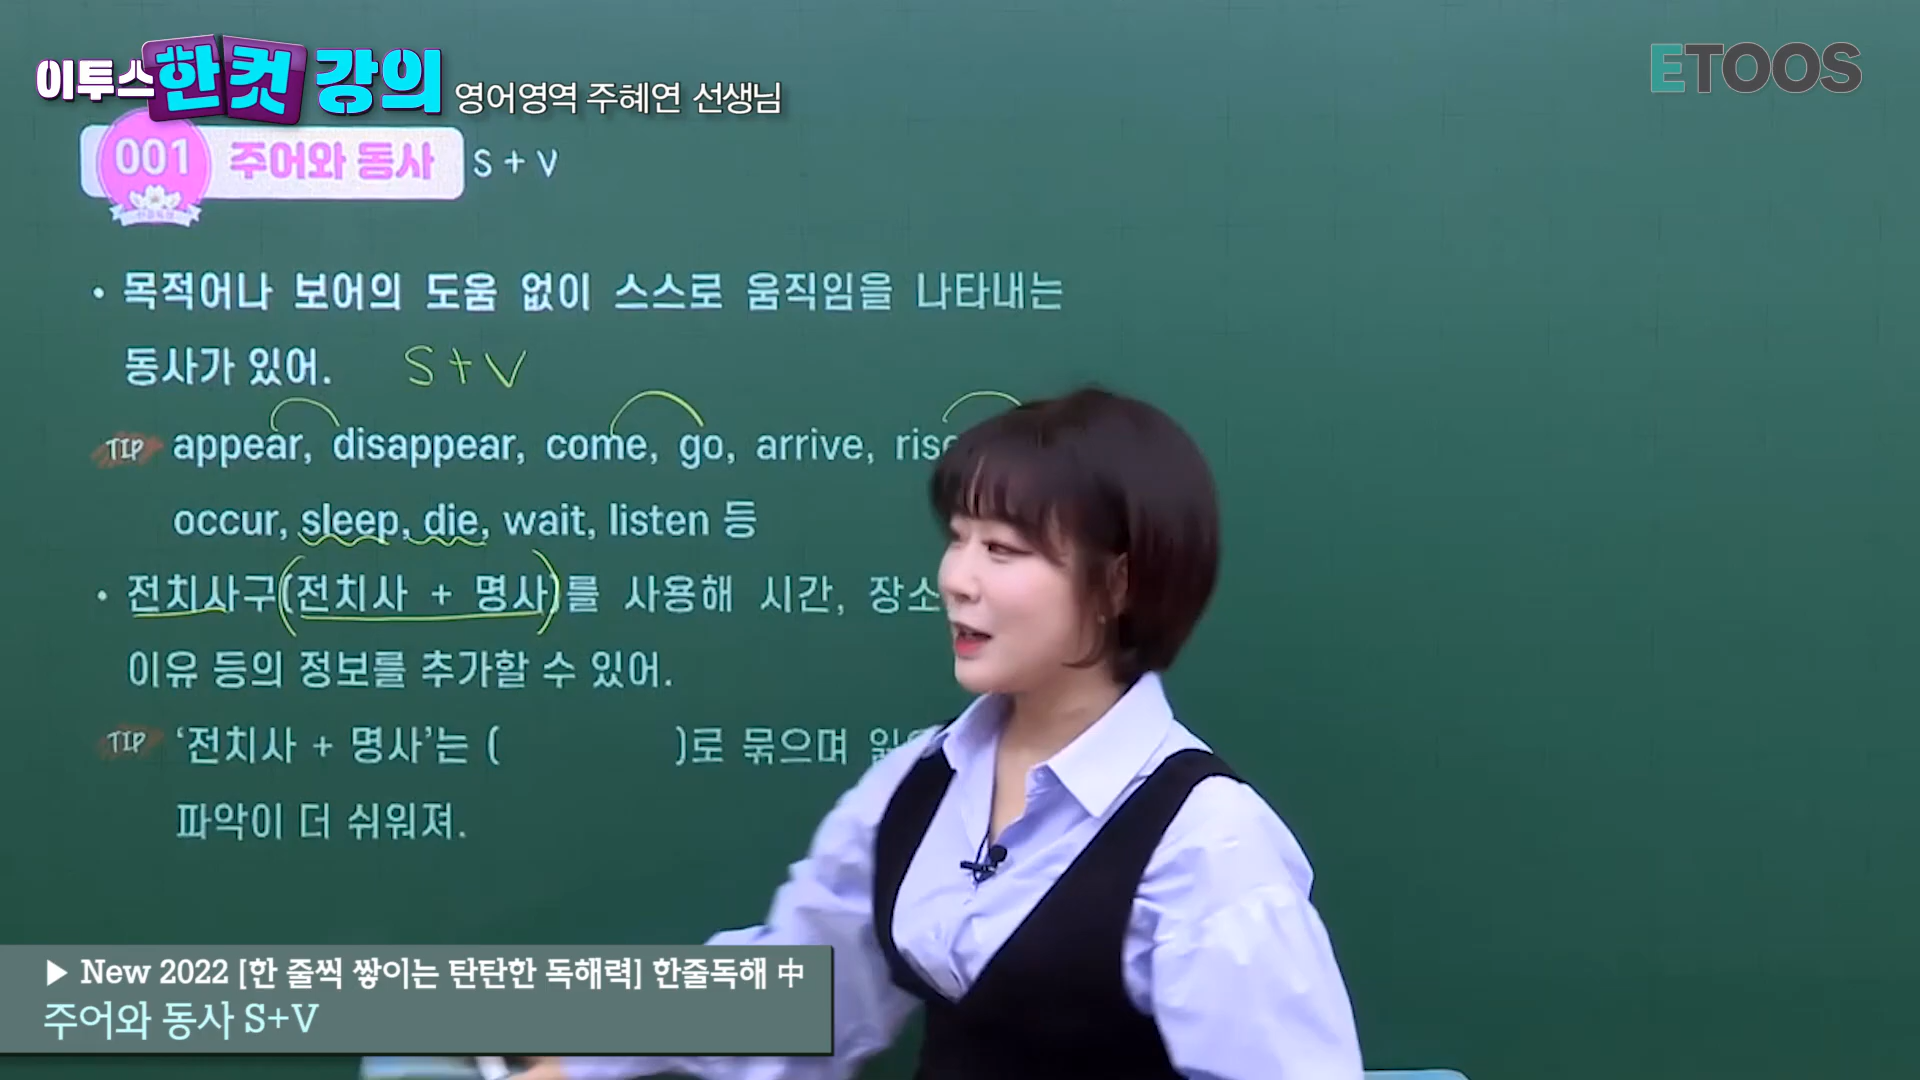 이투스 한컷 강의 영어영역 주혜연 선생님
ETOOS
001 주어와 동사 S + V
• 목적어나 보어의 도움 없이 스스로 움직임을 나타내는
동사가 있어. S + V
TIP appear, disappear, come, go, arrive,
occur, sleep, die, wait, listen 등
• 전치사구(전치사 + 명사)를 사용해 시간, 장소
이유 등의 정보를 추가할 수 있어.
TIP ‘전치사 + 명사’는 ( )로 묶으며
파악이 더 쉬워져.
▶ New 2022 [한 줄씩 쌓이는 탄탄한 독해력] 한줄독해 中
주어와 동사 S+V